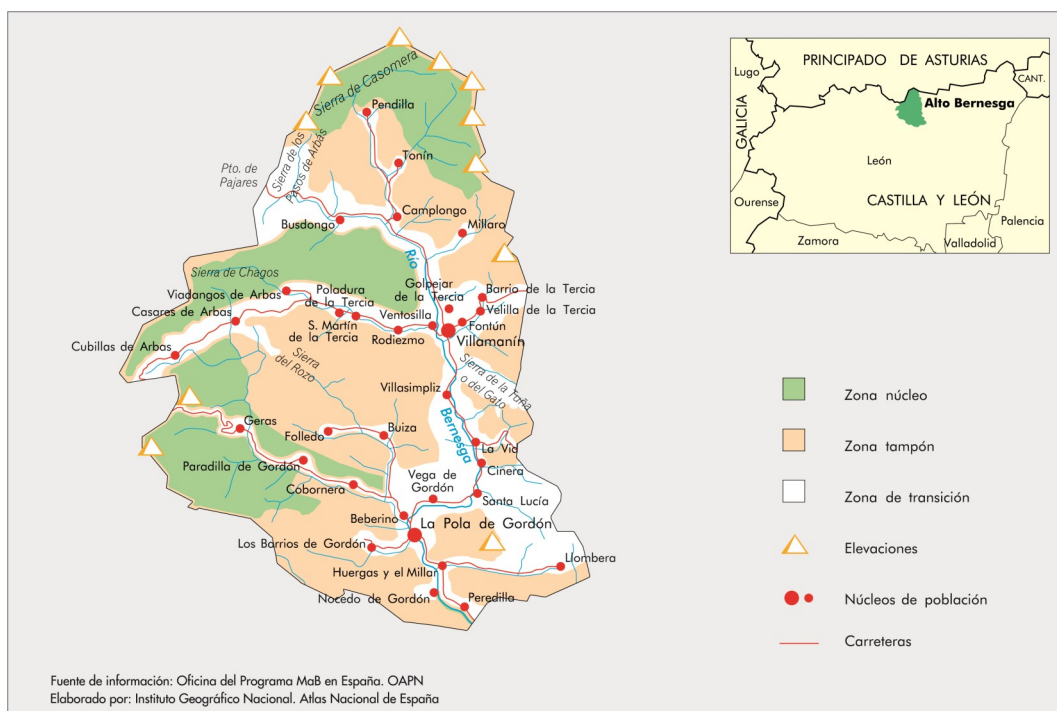 Sierra de Casomera
Pendilla
Sierra de los
Pasos de Arbás
Tonín
Pto. de
Pajares
Camplongo
Busdongo
Millaro
Río
Sierra de Chagos
Golpejar
de la Tercia
Barrio de la Tercia
Viadangos de Arbas
Poladura
de la Tercia
Velilla de la Tercia
Casares de Arbas
S. Martín
de la Tercia
Ventosilla
Fontún
Rodiezmo
Villamanín
Cubillas de Arbas
Sierra
del Rozo
Sierra de la Tuña
o del Gato
Villasimpliz
Bernesga
Geras
Folledo
Buiza
La Vid
Paradilla de Gordón
Ciñera
Vega de
Gordón
Cobornera
Santa Lucía
Beberino
La Pola de Gordón
Los Barrios de Gordón
Llombera
Huergas y el Millar
Nocedo de Gordón
Peredilla
PRINCIPADO DE ASTURIAS
Lugo
CANT.
Alto Bernesga
GALICIA
León
CASTILLA Y LEÓN
Ourense
Palencia
Zamora
Valladolid
Zona núcleo
Zona tampón
Zona de transición
Elevaciones
Núcleos de población
Carreteras
Fuente de información: Oficina del Programa MaB en España. OAPN
Elaborado por: Instituto Geográfico Nacional. Atlas Nacional de España